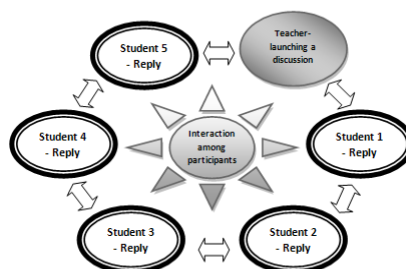 Student 5
- Reply
Teacher-
launching a
discussion
Student 4
- Reply
Interaction
among
participants
Student 1
- Reply
Student 3
- Reply
Student 2
- Reply